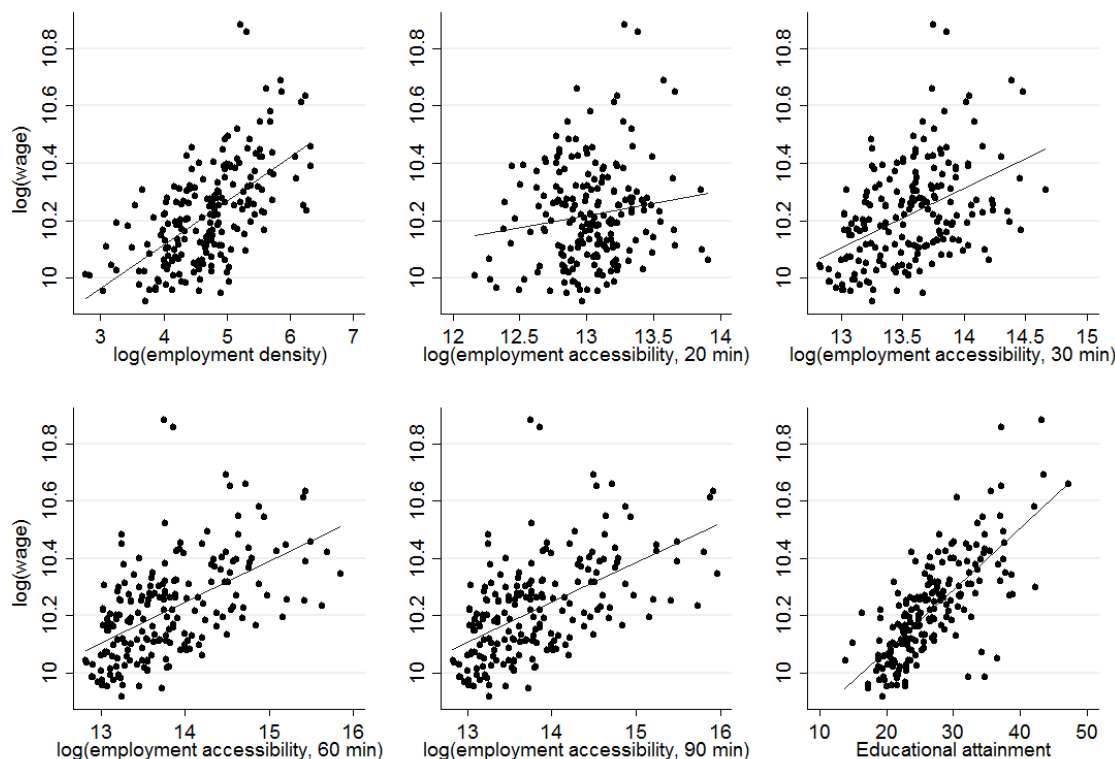 log(wage)
10 10.2 10.4 10.6 10.8
3 4 5 6 7
log(employment density)
10 10.2 10.4 10.6 10.8
12 12.5 13 13.5 14
log(employment accessibility, 20 min)
10 10.2 10.4 10.6 10.8
13 13.5 14 14.5 15
log(employment accessibility, 30 min)
log(wage)
10 10.2 10.4 10.6 10.8
13 14 15 16
log(employment accessibility, 60 min)
10 10.2 10.4 10.6 10.8
13 14 15 16
log(employment accessibility, 90 min)
10 10.2 10.4 10.6 10.8
10 20 30 40 50
Educational attainment